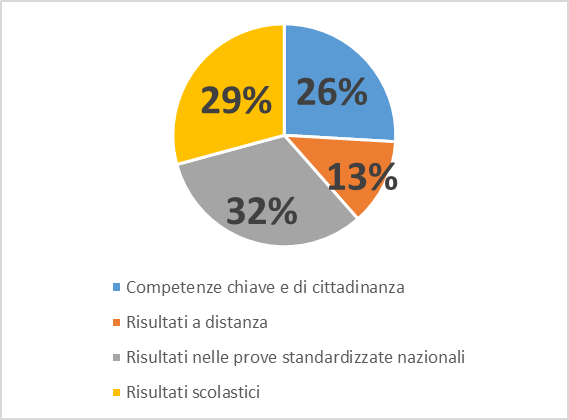 26%
29%
13%
32%
Competenze chiave e di cittadinanza
Risultati a distanza
Risultati nelle prove standardizzate nazionali
Risultati scolastici